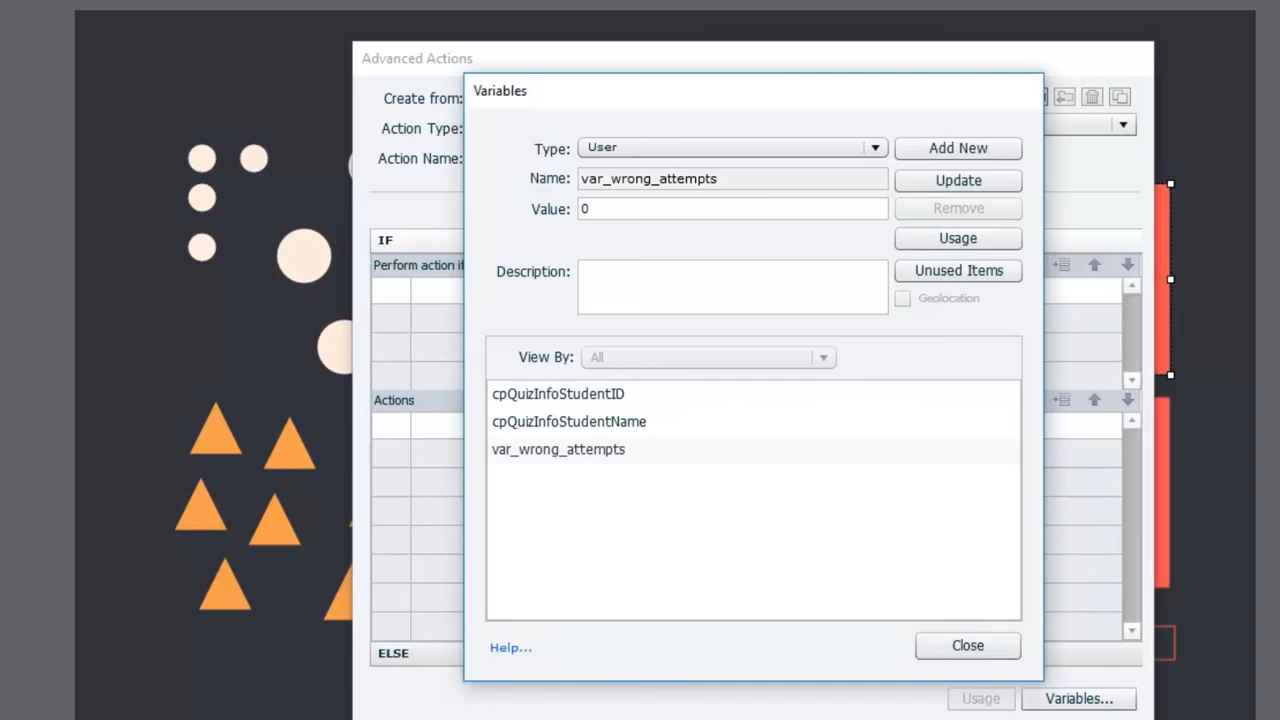 Advanced Actions
Create from:
Action Type:
Action Name:
Variables
Type: User Add New
Name: var_wrong_attempts Update
Value: 0 Remove
Usage
Description: Unused Items
Geolocation
View By: All
cpQuizInfoStudentID
cpQuizInfoStudentName
var_wrong_attempts
Help... Close
IF
Perform action if
Actions
ELSE
Usage Variables...